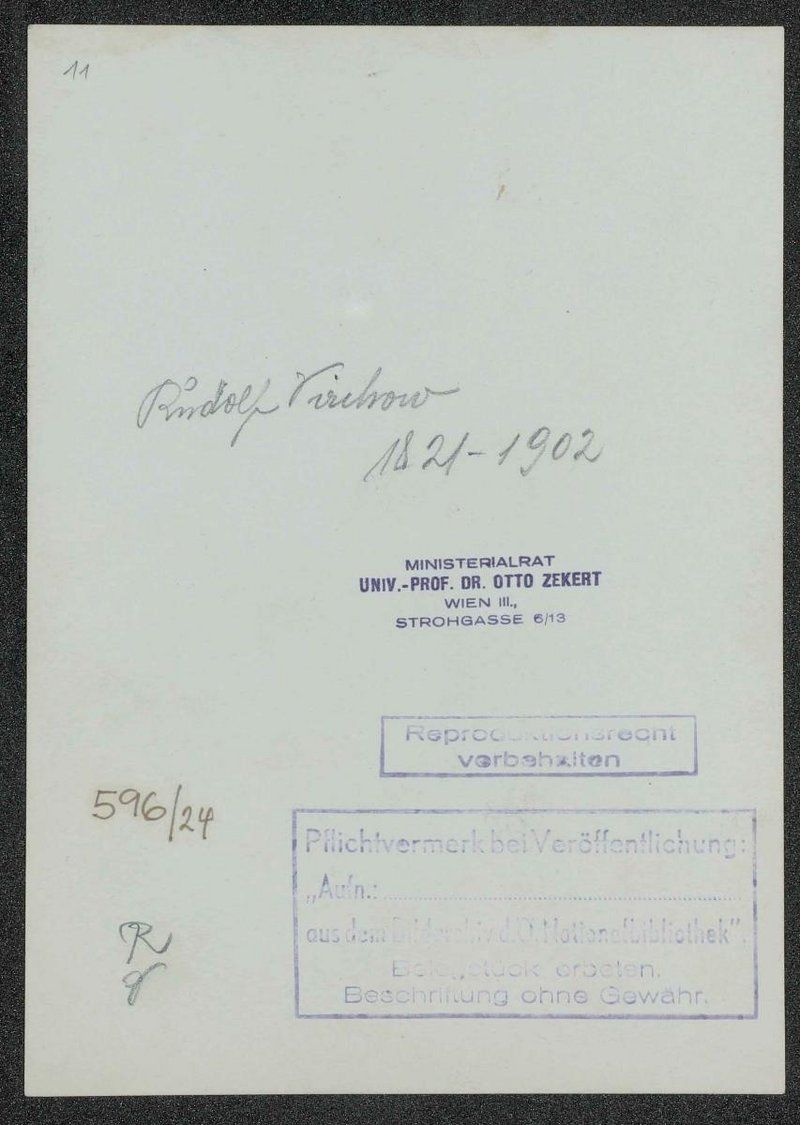 11
Rudolf Virchow
1821-1902
MINISTERIALRAT
UNIV.-PROF. DR. OTTO ZEKERT
WIEN III.,
STROHGASSE 6/13
Reproduktionsrecht
vorbehalten
596/24
Pflichtvermerk bei Veröffentlichung:
„Aufn.:
aus dem Bildarchiv d. Ö. Nationalbibliothek".
Belegstück erbeten.
Beschriftung ohne Gewähr.
R